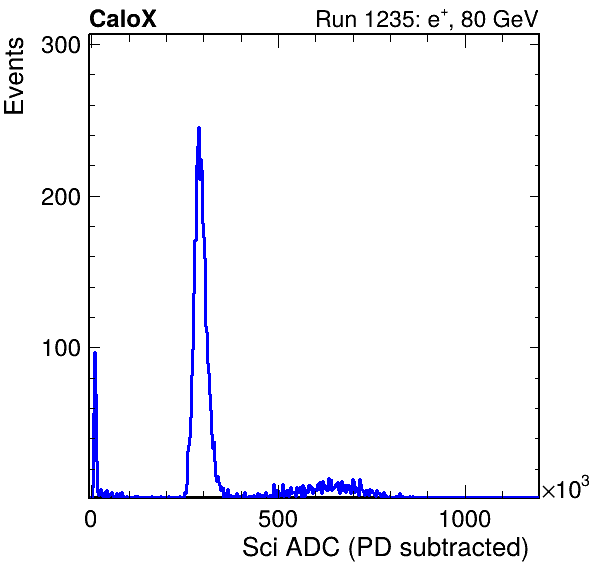 CaloX Run 1235: e⁺, 80 GeV
Events
300
200
100
0 500 1000 ×10³
Sci ADC (PD subtracted)